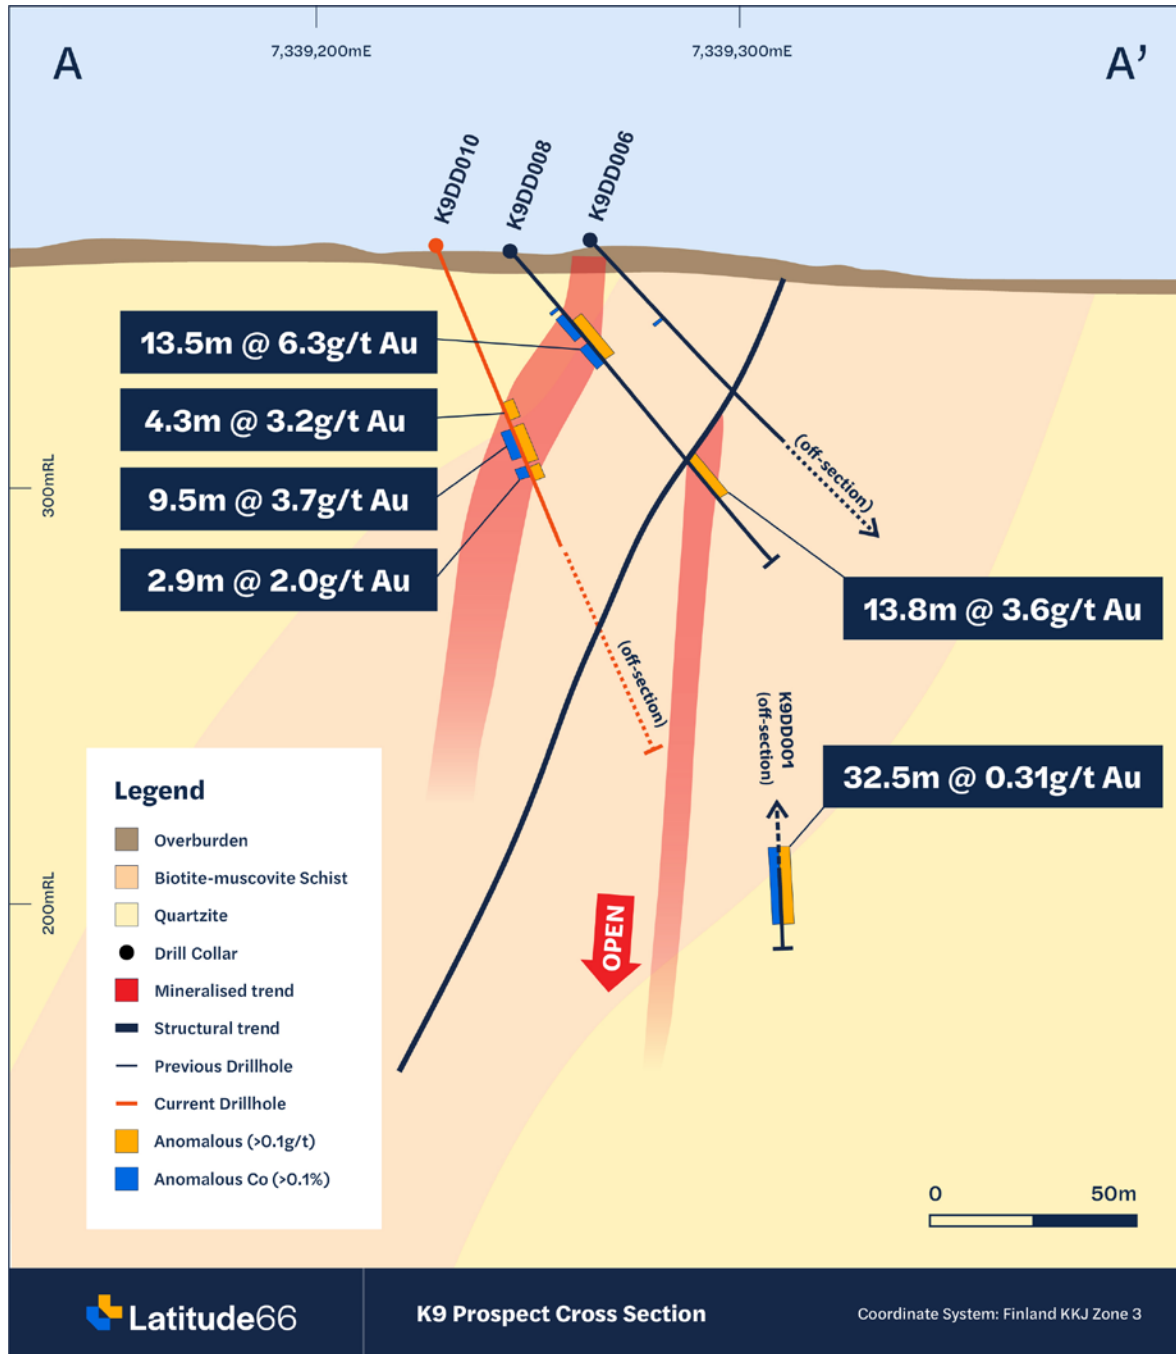 A
7,339,200mE
7,339,300mE
A’
K9DD010
K9DD008
K9DD006
13.5m @ 6.3g/t Au
4.3m @ 3.2g/t Au
9.5m @ 3.7g/t Au
2.9m @ 2.0g/t Au
300mRL
(off-section)
13.8m @ 3.6g/t Au
(off-section)
K9DD001
(off-section)
32.5m @ 0.31g/t Au
200mRL
OPEN
Legend
Overburden
Biotite-muscovite Schist
Quartzite
Drill Collar
Mineralised trend
Structural trend
Previous Drillhole
Current Drillhole
Anomalous (>0.1g/t)
Anomalous Co (>0.1%)
0 50m
Latitude66
K9 Prospect Cross Section
Coordinate System: Finland KKJ Zone 3